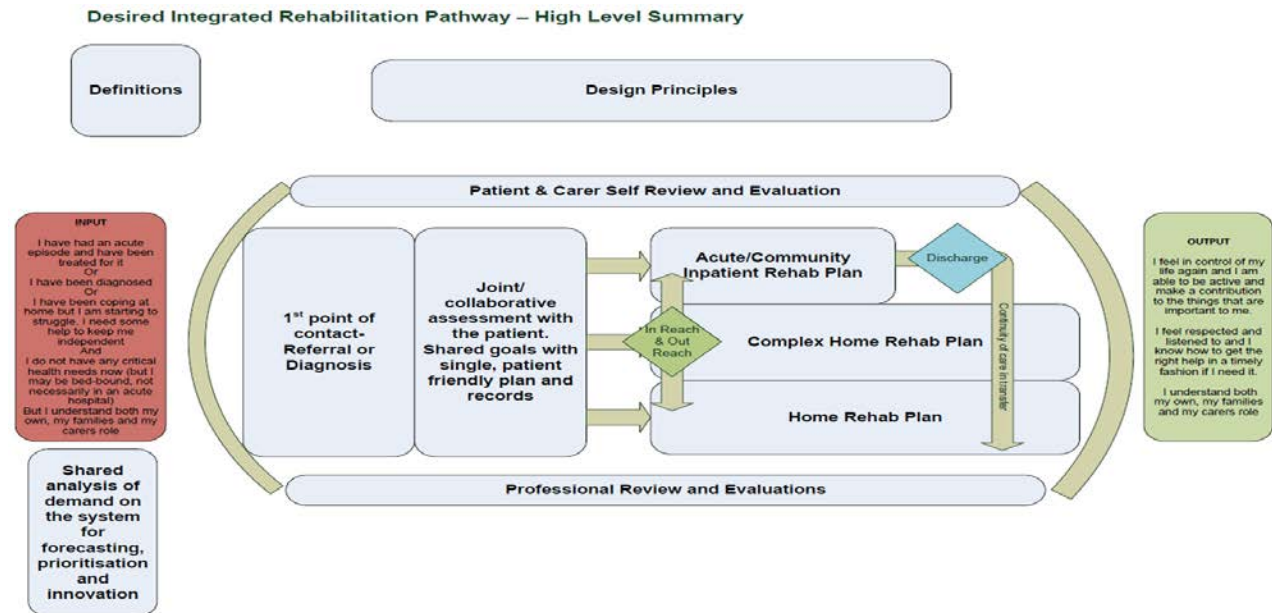 Desired Integrated Rehabilitation Pathway – High Level Summary
Definitions
Design Principles
Patient & Carer Self Review and Evaluation
INPUT
I have had an acute
episode and have been
treated for it
Or
I have been diagnosed
Or
I have been coping at
home but I am starting to
struggle. I need some
help to keep me
independent
And
I do not have any critical
health needs now (but I
may be bed-bound, not
necessarily in an acute
hospital)
But I understand both my
own, my families and my
carers role
Shared
analysis of
demand on
the system
for
forecasting,
prioritisation
and
innovation
1st point of
contact-
Referral or
Diagnosis
Joint/
collaborative
assessment with
the patient.
Shared goals with
single, patient
friendly plan and
records
Acute/Community
Inpatient Rehab Plan
Discharge
In Reach
& Out
Reach
Complex Home Rehab Plan
Home Rehab Plan
Continuity of care in transfer
Professional Review and Evaluations
OUTPUT
I feel in control of my
life again and I am
able to be active and
make a contribution
to the things that are
important to me.
I feel respected and
listened to and I
know how to get the
right help in a timely
fashion if I need it.
I understand both
my own, my families
and my carers role